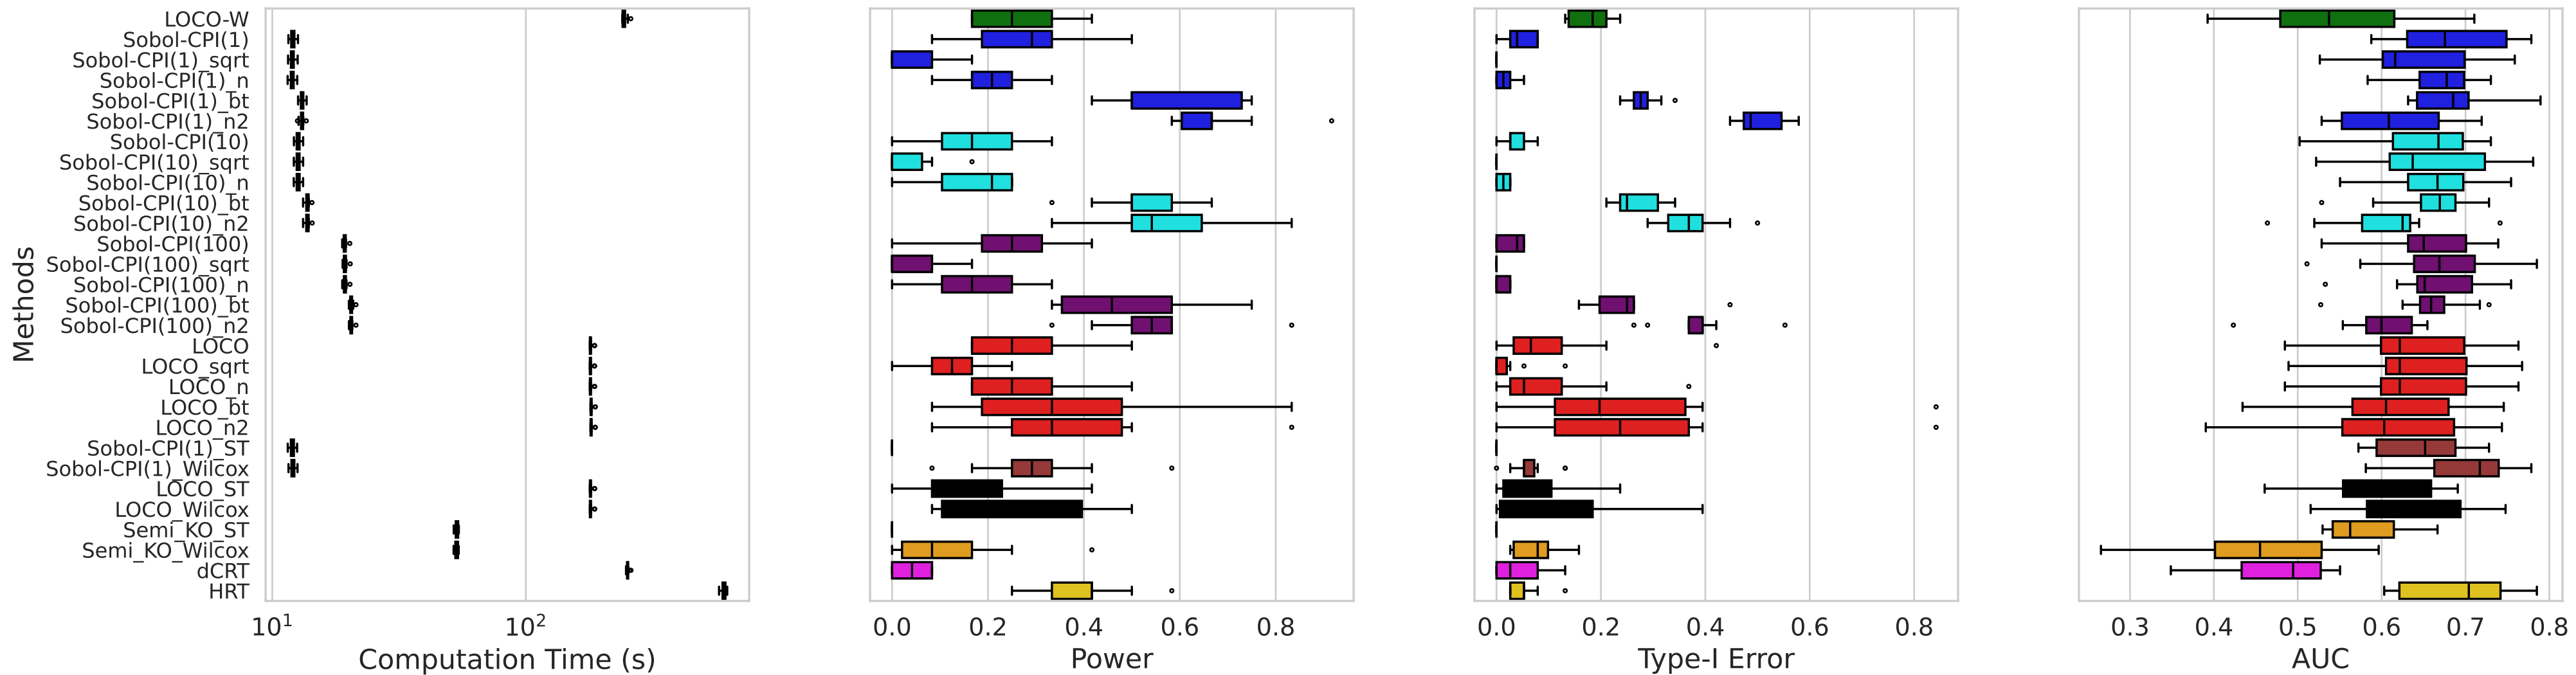 Methods
LOCO-W
Sobol-CPI(1)
Sobol-CPI(1)_sqrt
Sobol-CPI(1)_n
Sobol-CPI(1)_bt
Sobol-CPI(1)_n2
Sobol-CPI(10)
Sobol-CPI(10)_sqrt
Sobol-CPI(10)_n
Sobol-CPI(10)_bt
Sobol-CPI(10)_n2
Sobol-CPI(100)
Sobol-CPI(100)_sqrt
Sobol-CPI(100)_n
Sobol-CPI(100)_bt
Sobol-CPI(100)_n2
LOCO
LOCO_sqrt
LOCO_n
LOCO_bt
LOCO_n2
Sobol-CPI(1)_ST
Sobol-CPI(1)_Wilcox
LOCO_ST
LOCO_Wilcox
Semi_KO_ST
Semi_KO_Wilcox
dCRT
HRT
10¹ 10²
Computation Time (s)
0.0 0.2 0.4 0.6 0.8
Power
0.0 0.2 0.4 0.6 0.8
Type-I Error
0.3 0.4 0.5 0.6 0.7 0.8
AUC